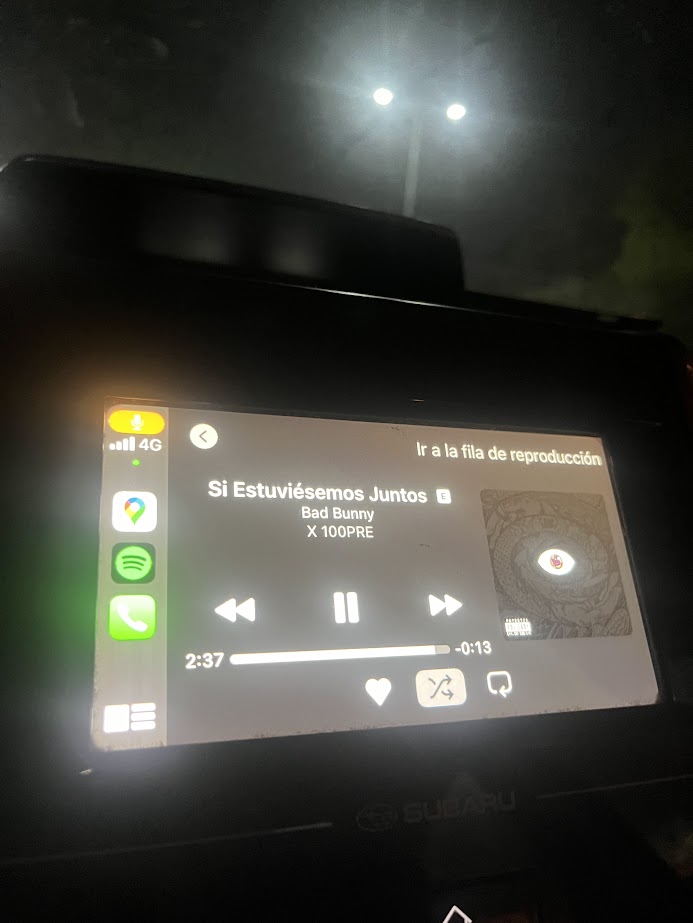 4G
Ir a la fila de reproducción
Si Estuviésemos Juntos E
Bad Bunny
X 100PRE
2:37
-0:13
SUBARU